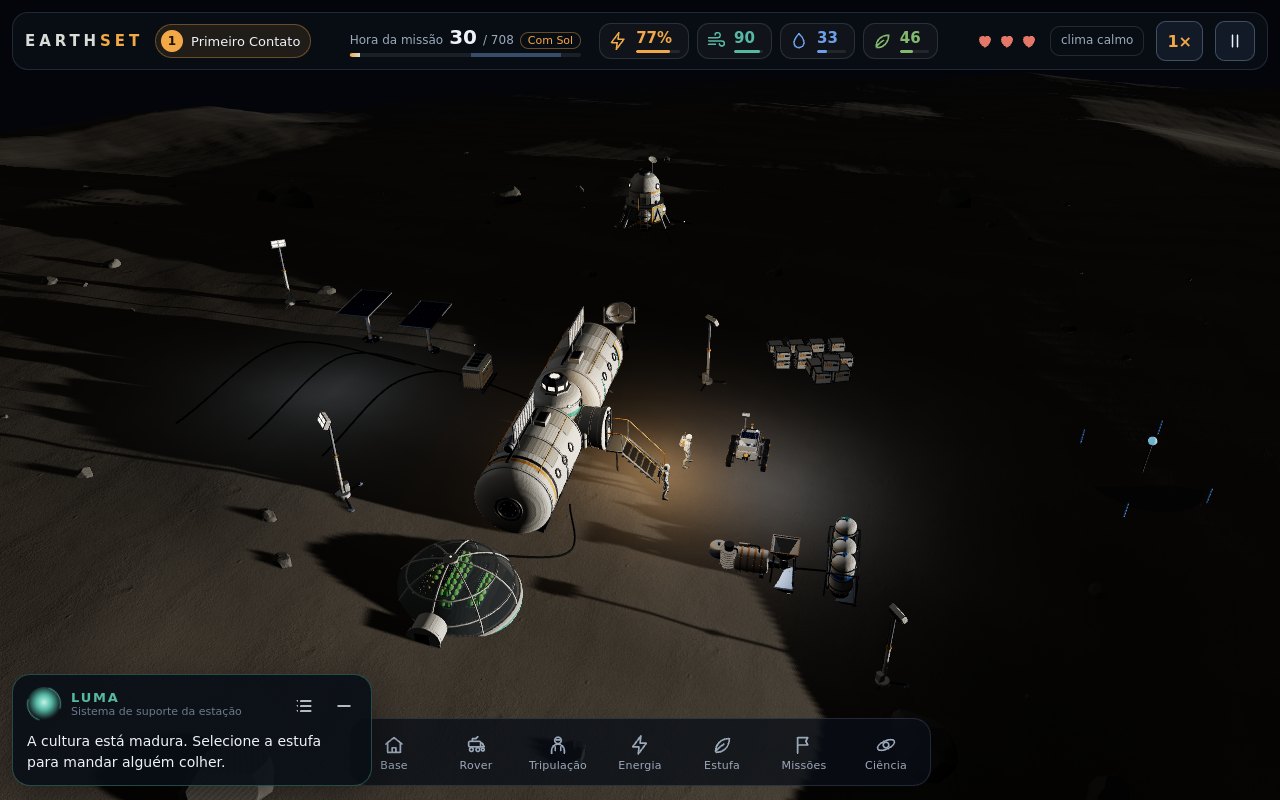 EARTHSET
1 Primeiro Contato
Hora da missão 30 / 708 Com Sol
77%
90
33
46
clima calmo
1×
LUMA
Sistema de suporte da estação
A cultura está madura. Selecione a estufa
para mandar alguém colher.
Base
Rover
Tripulação
Energia
Estufa
Missões
Ciência